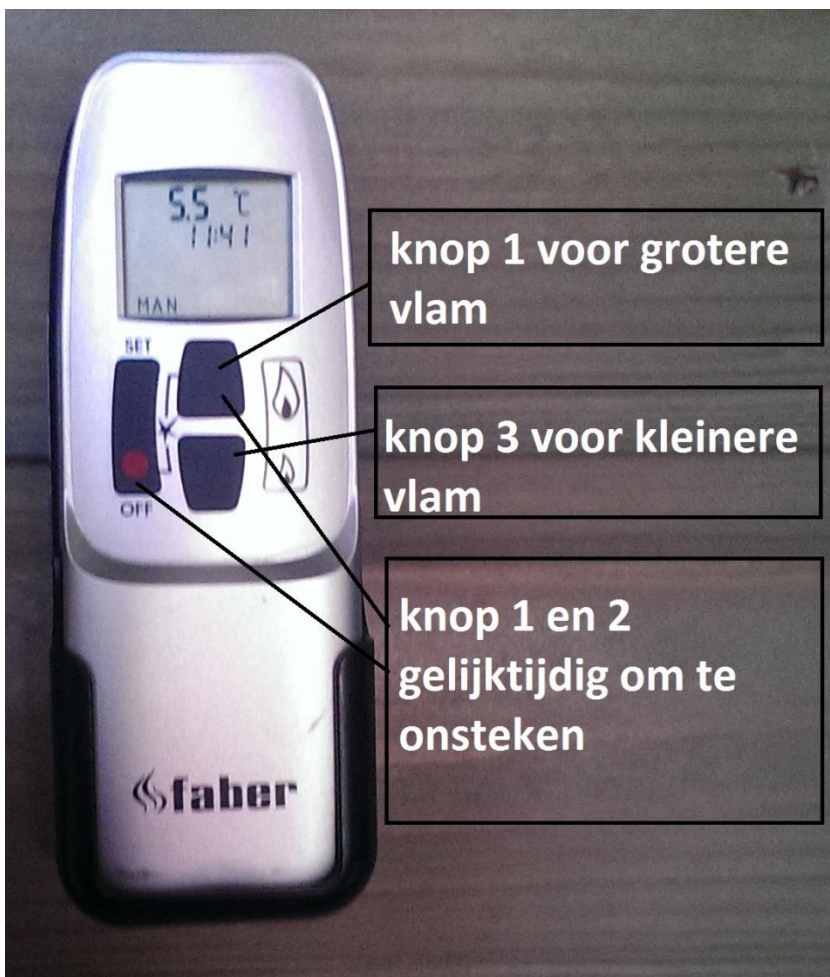 5.5 °C
11:41
MAN
SET
OFF
knop 1 voor grotere
vlam
knop 3 voor kleinere
vlam
knop 1 en 2
gelijktijdig om te
onsteken
faber